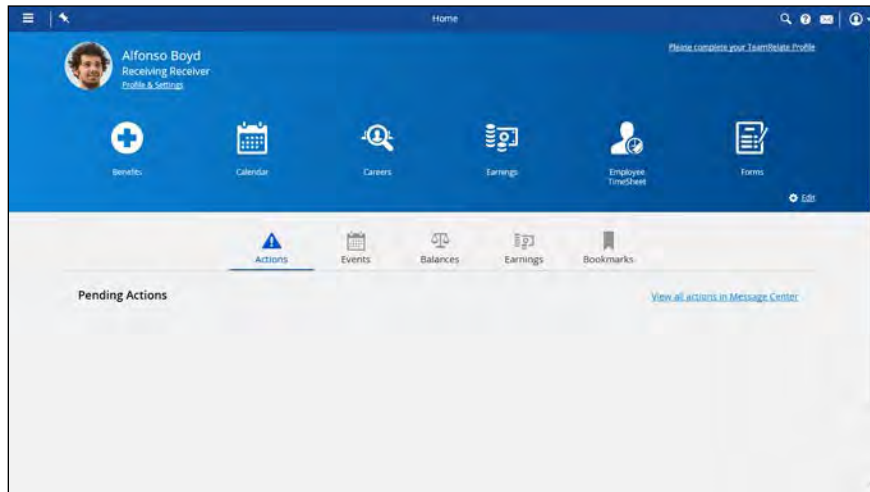 Home
Alfonso Boyd
Receiving Receiver
Profile & Settings
Please complete your TeamRelate Profile
Benefits
Calendar
Careers
Earnings
Employee
TimeSheet
Forms
Edit
Actions
Events
Balances
Earnings
Bookmarks
Pending Actions
View all actions in Message Center